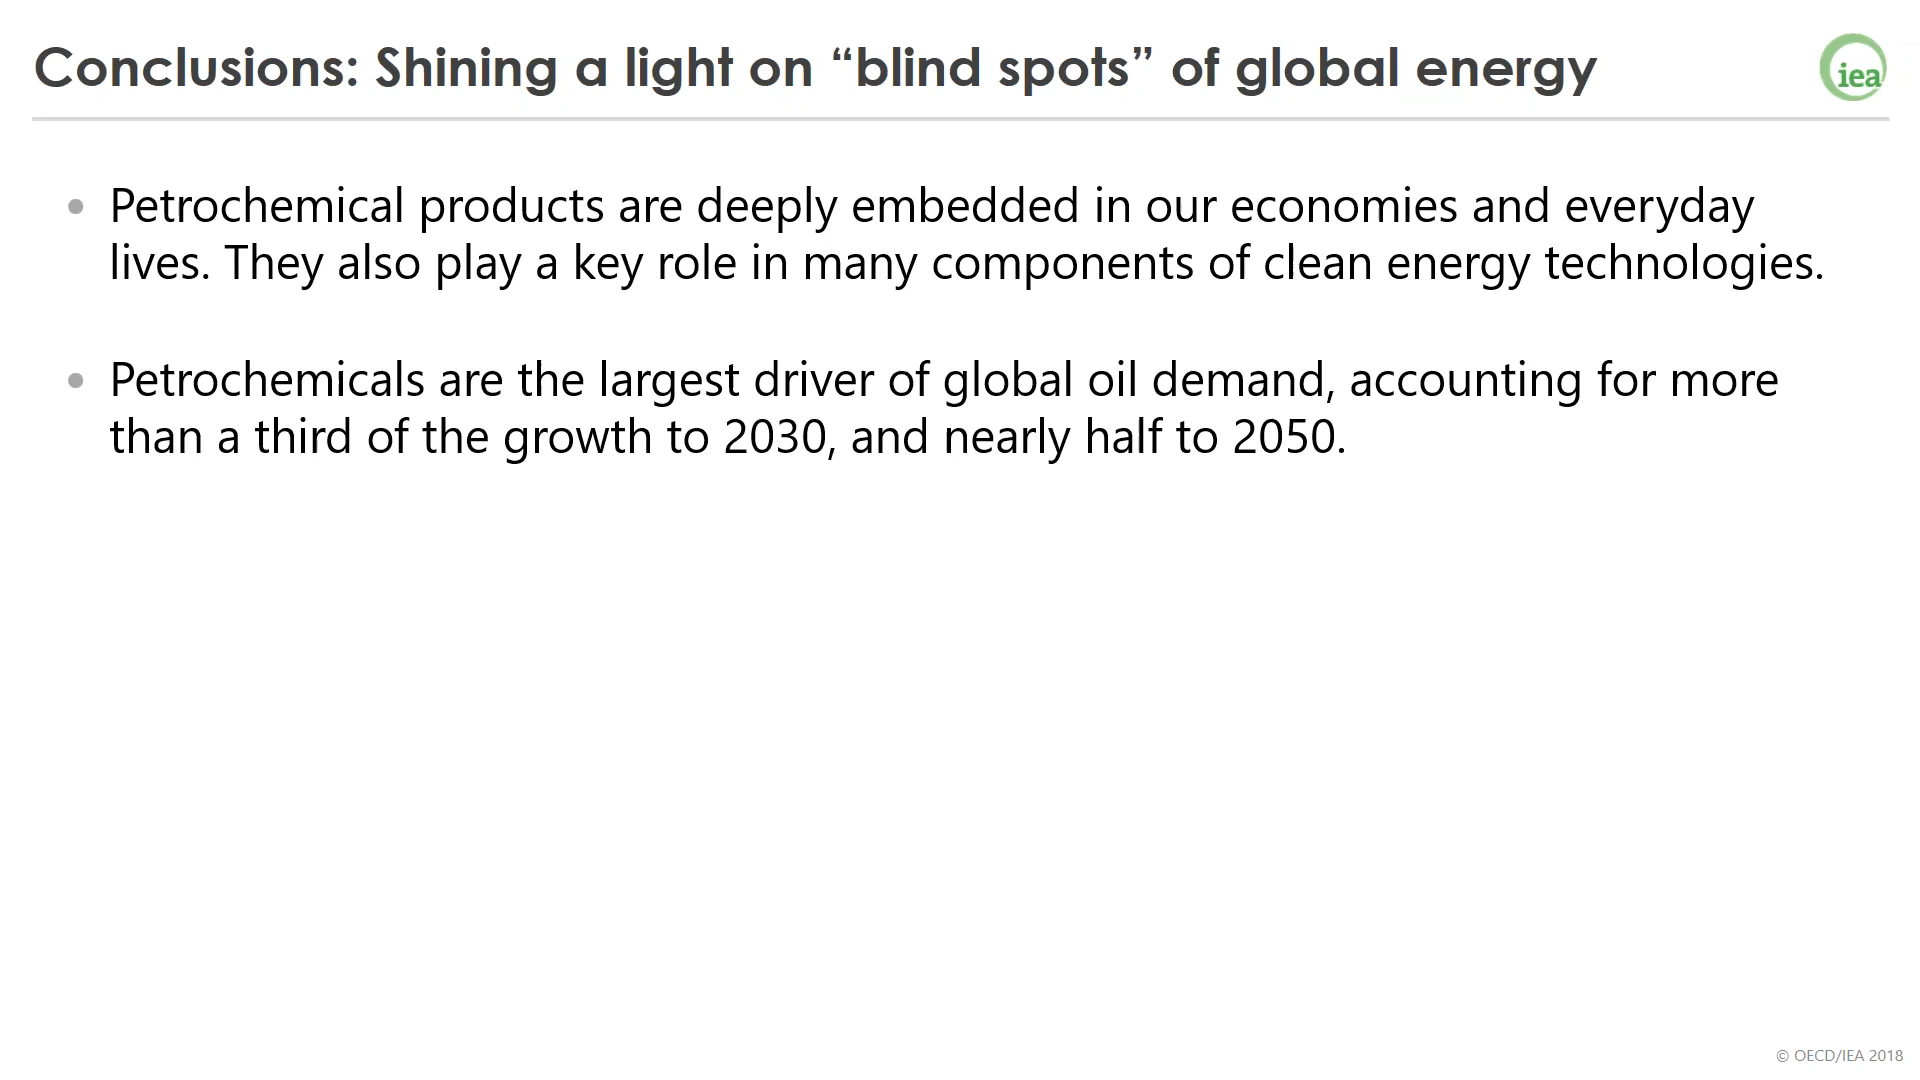 Conclusions: Shining a light on “blind spots” of global energy
iea
• Petrochemical products are deeply embedded in our economies and everyday
lives. They also play a key role in many components of clean energy technologies.
• Petrochemicals are the largest driver of global oil demand, accounting for more
than a third of the growth to 2030, and nearly half to 2050.
© OECD/IEA 2018